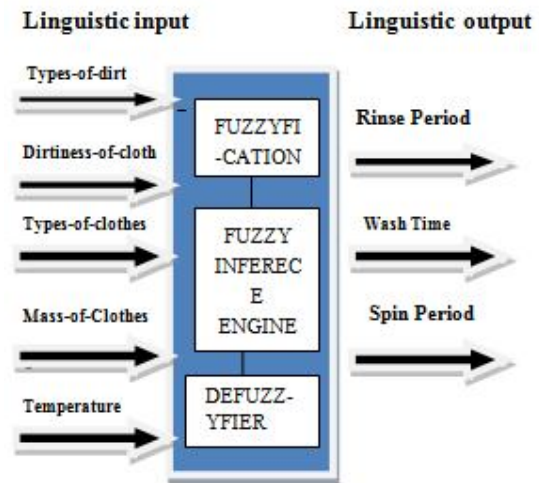 Linguistic input
Linguistic output
Types-of-dirt
Dirtiness-of-cloth
Types-of-clothes
Mass-of-Clothes
Temperature
FUZZYFI
-CATION
FUZZY
INFEREC
E
ENGINE
DEFUZZ-
YFIER
Rinse Period
Wash Time
Spin Period